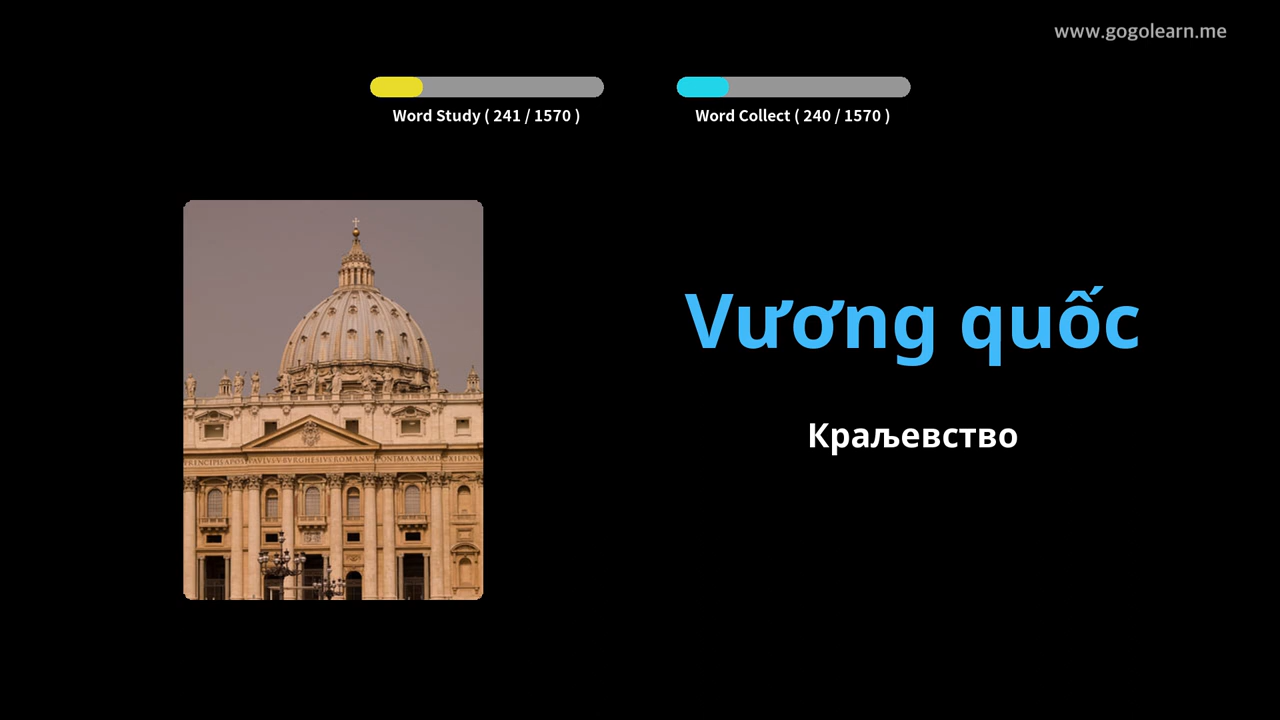 www.gogolearn.me
Word Study ( 241 / 1570 )
Word Collect ( 240 / 1570 )
Vương quốc
Краљевство